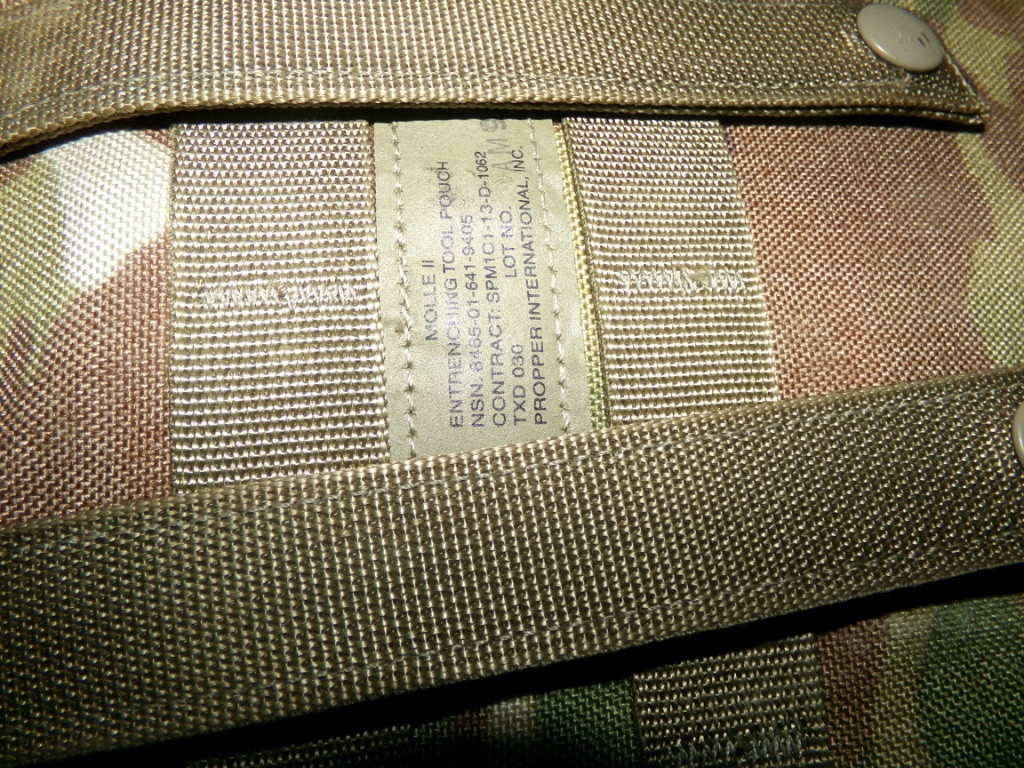 MOLLE II
ENTRENCHING TOOL POUCH
NSN. 8465-01-641-9405
CONTRACT: SPM1C1-13-D-1062
LOT NO.
TXD 030
PROPPER INTERNATIONAL, INC.
AM9